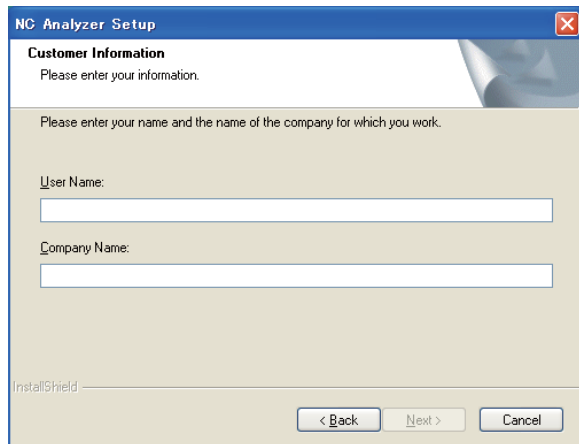 NC Analyzer Setup
Customer Information
Please enter your information.
Please enter your name and the name of the company for which you work.
User Name:
Company Name:
InstallShield
< Back Next > Cancel